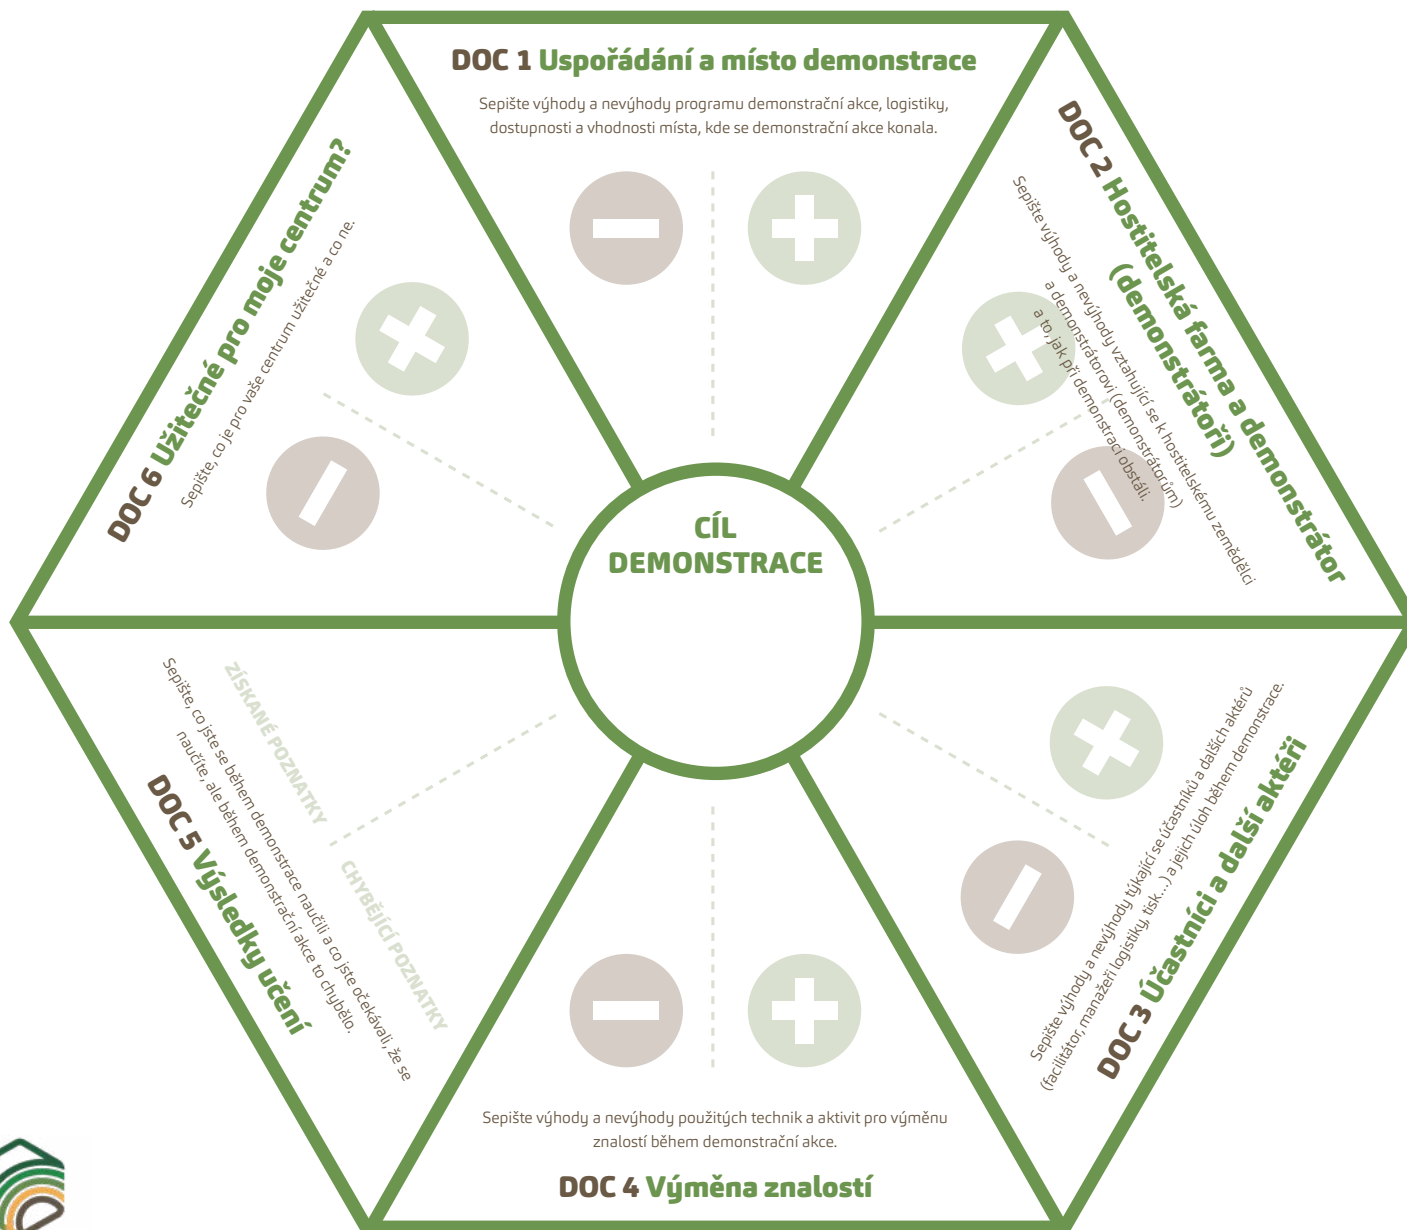 DOC 1 Uspořádání a místo demonstrace
Sepište výhody a nevýhody programu demonstrační akce, logistiky,
dostupnosti a vhodnosti místa, kde se demonstrační akce konala.
DOC 2 Hostitelská farma a demonstrátor
(demonstrátoři)
Sepište výhody a nevýhody vztahující se k hostitelskému zemědělci
a demonstrátorovi (demonstrátorům)
a to, jak při demonstraci obstáli.
Sepište výhody a nevýhody týkající se účastníků a dalších aktérů
(facilitátor, manažeři logistiky, tisk...) a jejich úloh během demonstrace.
DOC 3 Účastníci a další aktéři
Sepište výhody a nevýhody použitých technik a aktivit pro výměnu
znalostí během demonstrační akce.
DOC 4 Výměna znalostí
ZÍSKANÉ POZNATKY
CHYBĚJÍCÍ POZNATKY
Sepište, co jste se během demonstrace naučili a co jste očekávali, že se
naučíte, ale během demonstrační akce to chybělo.
DOC 5 Výsledky učení
DOC 6 Užitečné pro moje centrum?
Sepište, co je pro vaše centrum užitečné a co ne.
CÍL
DEMONSTRACE